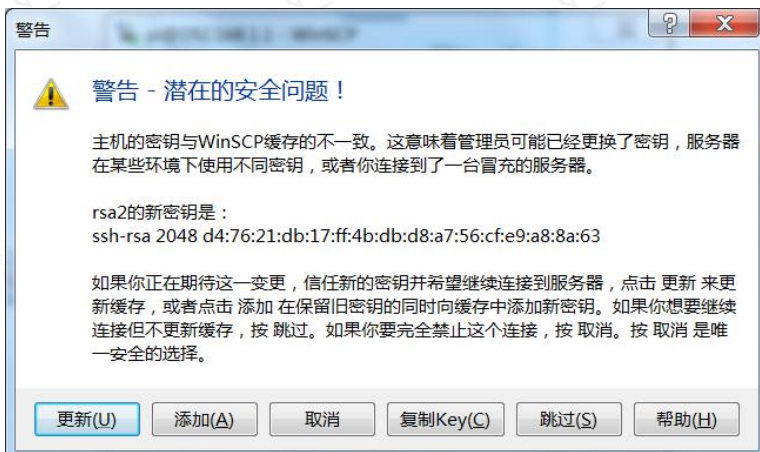 警告
警告 - 潜在的安全问题！
主机的密钥与WinSCP缓存的不一致。这意味着管理员可能已经更换了密钥，服务器
在某些环境下使用不同密钥，或者你连接到了一台冒充的服务器。
rsa2的新密钥是：
ssh-rsa 2048 d4:76:21:db:17:ff:4b:db:d8:a7:56:cf:e9:a8:8a:63
如果你正在期待这一变更，信任新的密钥并希望继续连接到服务器，点击 更新 来更
新缓存，或者点击 添加 在保留旧密钥的同时向缓存中添加新密钥。如果你想要继续
连接但不更新缓存，按 跳过。如果你要完全禁止这个连接，按 取消。按 取消 是唯
一安全的选择。
更新(U) 添加(A) 取消 复制Key(C) 跳过(S) 帮助(H)